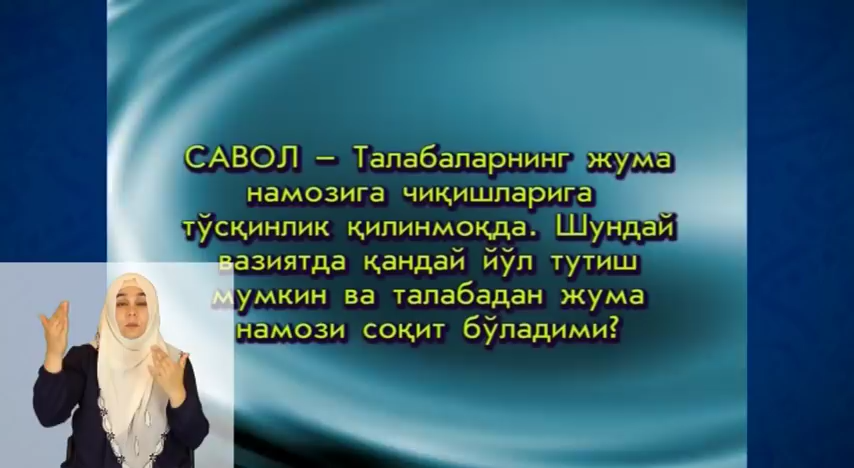 САВОЛ – Талабаларнинг жума
намозига чиқишларига
тўсқинлик қилинмоқда. Шундай
вазиятда қандай йўл тутиш
мумкин ва талабадан жума
намози соқит бўладими?